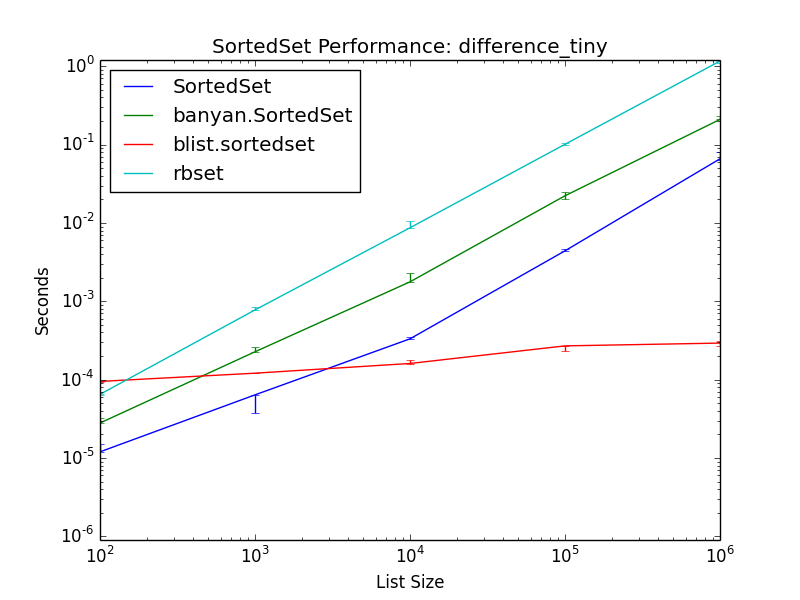 SortedSet Performance: difference_tiny
SortedSet
banyan.SortedSet
blist.sortedset
rbset
10^0
10^-1
10^-2
10^-3
10^-4
10^-5
10^-6
Seconds
10^2 10^3 10^4 10^5 10^6
List Size